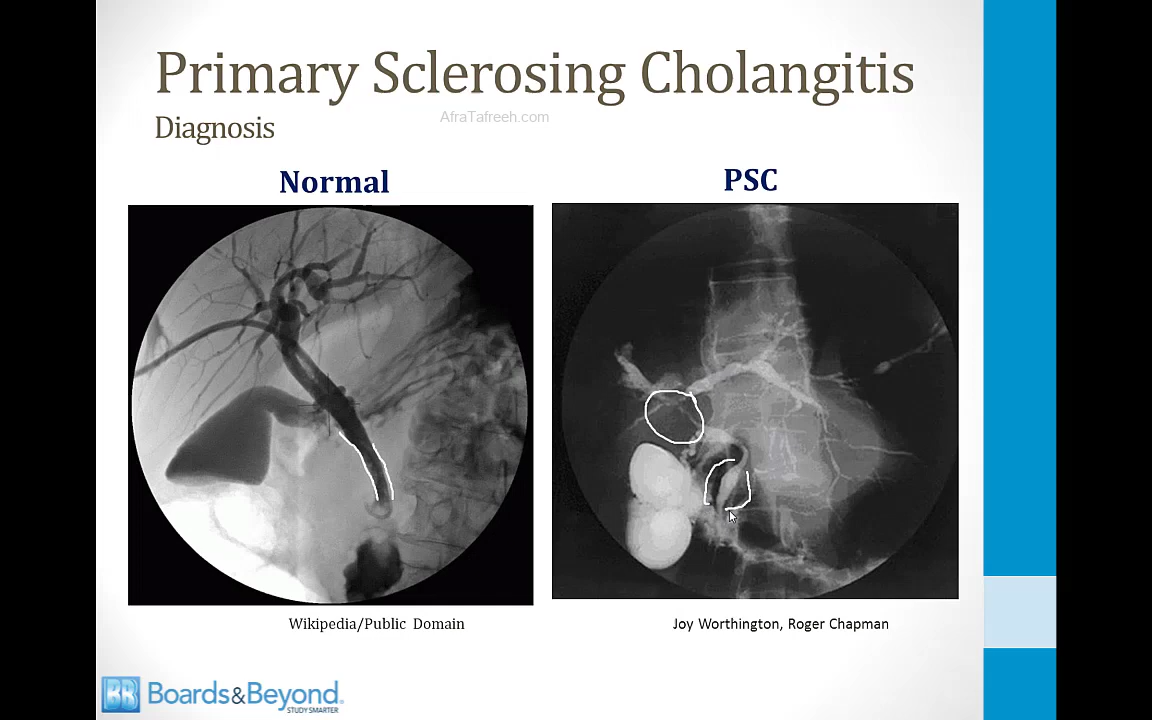 Primary Sclerosing Cholangitis
AfraTafreeh.com
Diagnosis
Normal
PSC
Wikipedia/Public Domain
Joy Worthington, Roger Chapman
BB Boards&Beyond.
STUDY SMARTER